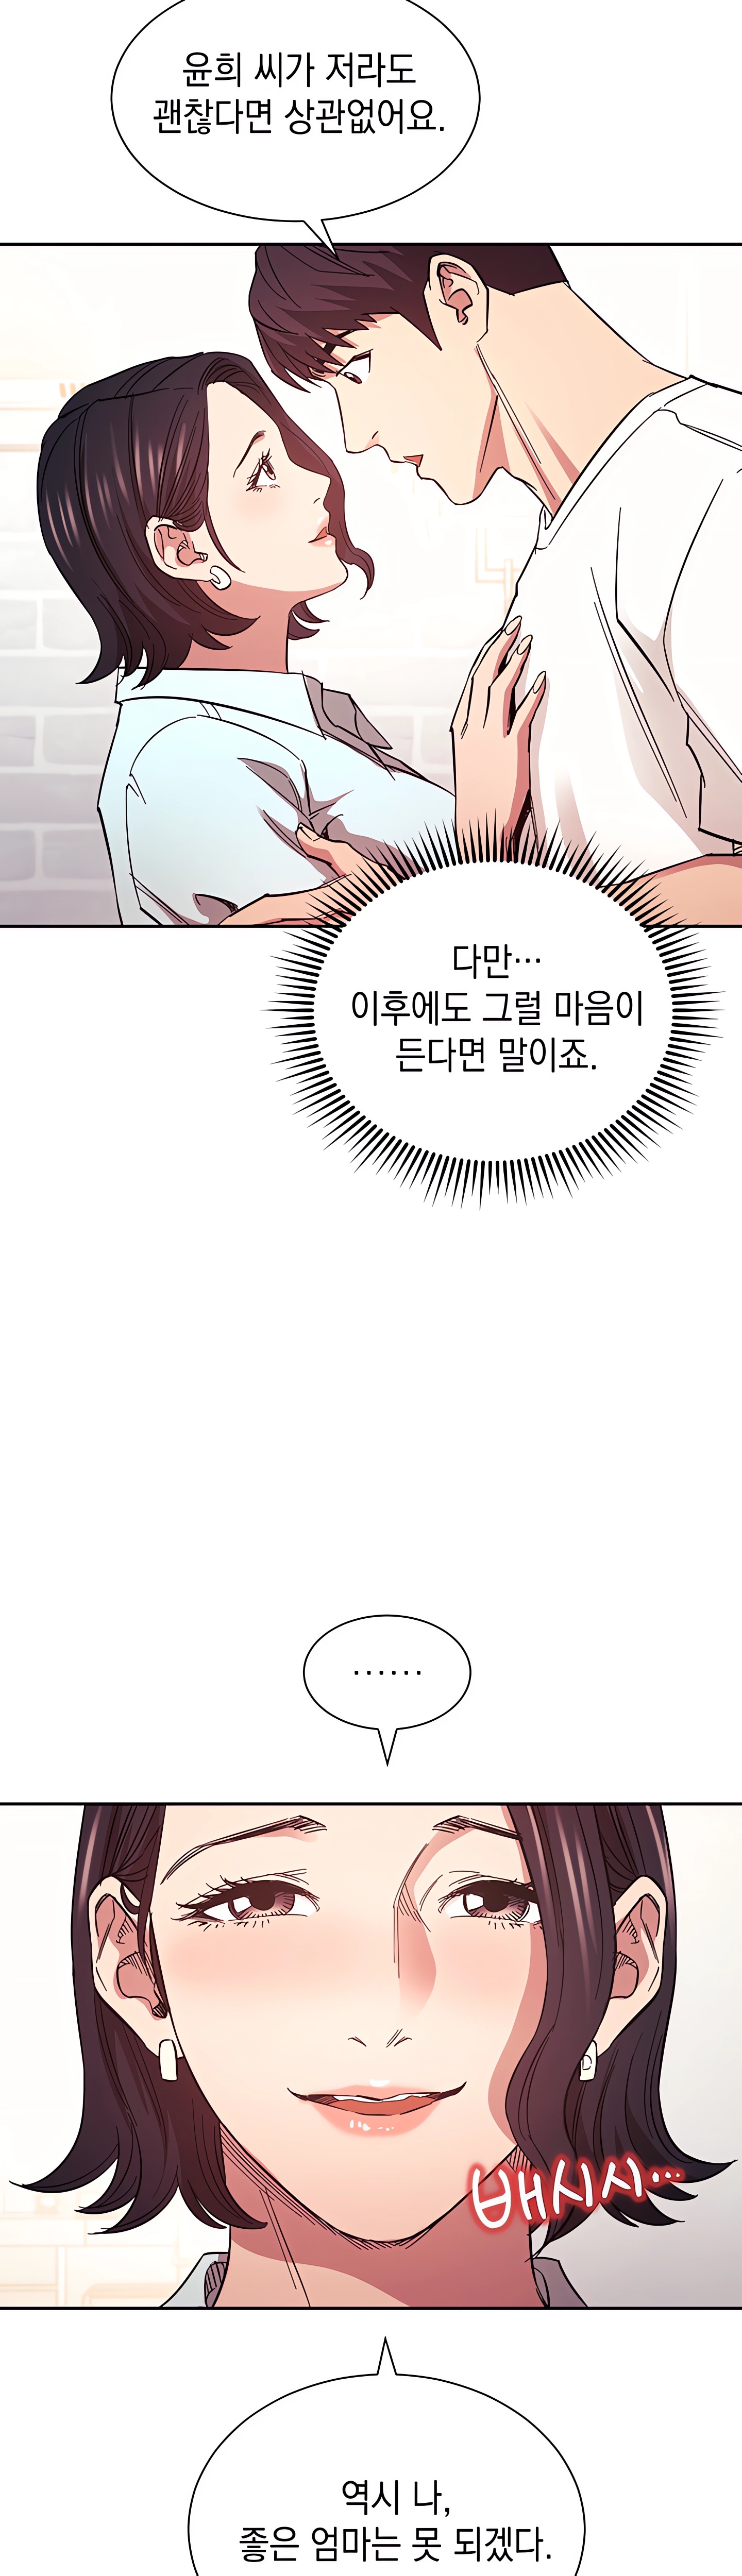 윤희 씨가 저라도
괜찮다면 상관없어요.
다만…
이후에도 그럴 마음이
든다면 말이죠.
……
배시시…
역시 나,
좋은 엄마는 못 되겠다.